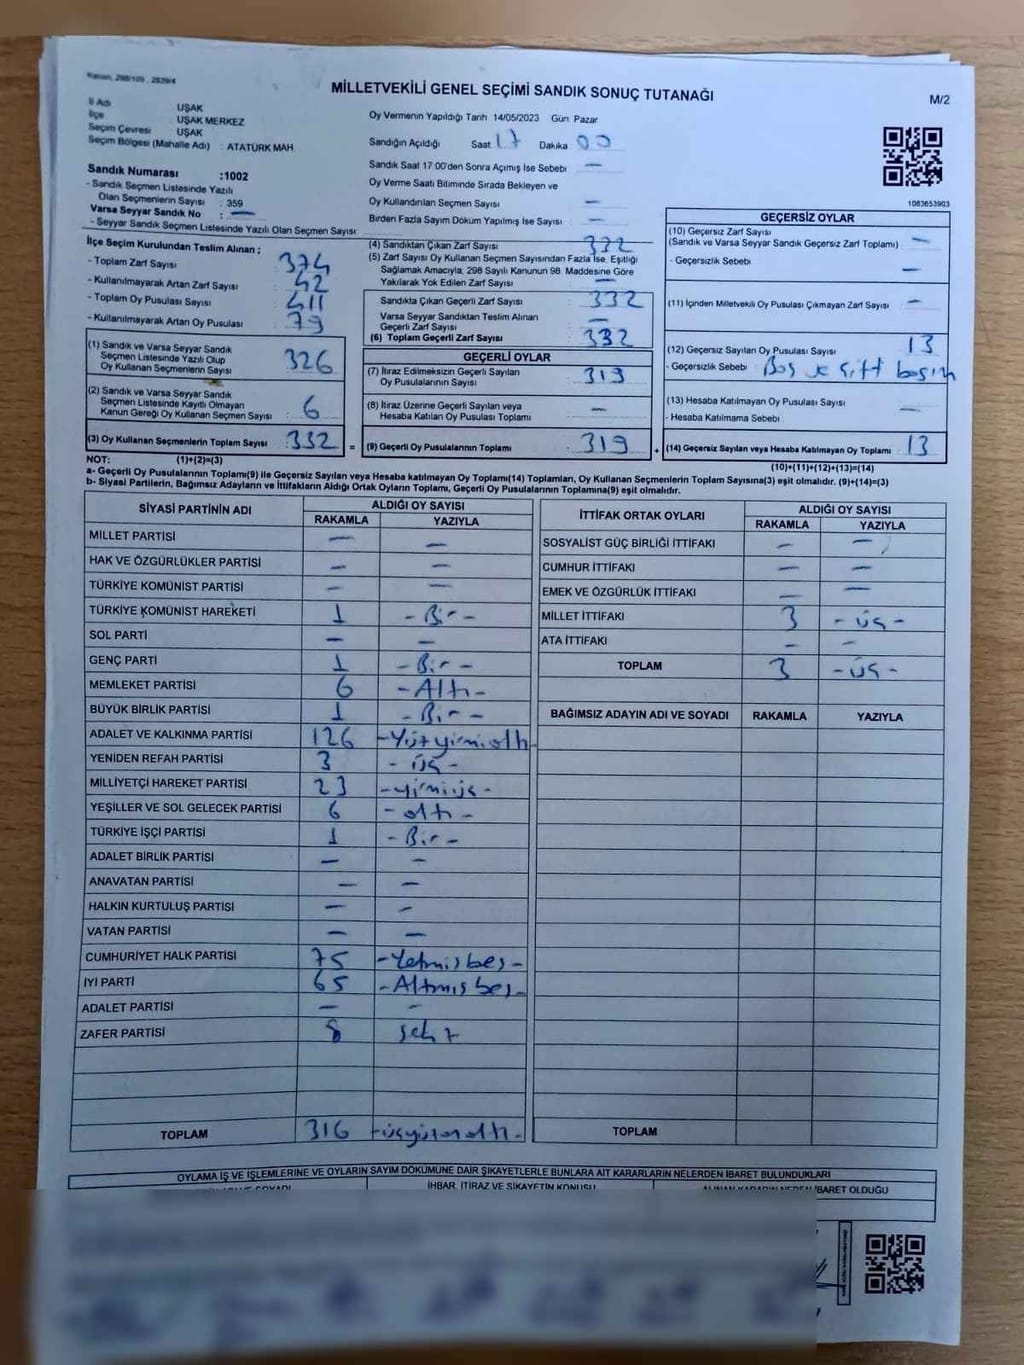 Kanun, 298/105 , 2839/4
MİLLETVEKİLİ GENEL SEÇİMİ SANDIK SONUÇ TUTANAĞI
M/2
İl Adı : UŞAK
İlçe : UŞAK MERKEZ
Seçim Çevresi : UŞAK
Seçim Bölgesi (Mahalle Adı) : ATATÜRK MAH.
Oy Vermenin Yapıldığı Tarih 14/05/2023 Gün: Pazar
Sandığın Açıldığı Saat 17 Dakika 00
Sandık Saat 17:00'den Sonra Açımış İse Sebebi —
Oy Verme Saati Bitiminde Sırada Bekleyen ve
Oy Kullandırılan Seçmen Sayısı —
Birden Fazla Sayım Döküm Yapılmış İse Sayısı —
1083653903
Sandık Numarası :1002
- Sandık Seçmen Listesinde Yazılı
Olan Seçmenlerin Sayısı : 359
Varsa Seyyar Sandık No : —
- Seyyar Sandık Seçmen Listesinde Yazılı Olan Seçmen Sayısı
İlçe Seçim Kurulundan Teslim Alınan ;
- Toplam Zarf Sayısı : 374
- Kullanılmayarak Artan Zarf Sayısı : 42
- Toplam Oy Pusulası Sayısı : 411
- Kullanılmayarak Artan Oy Pusulası : 79
(1) Sandık ve Varsa Seyyar Sandık
Seçmen Listesinde Yazılı Olup
Oy Kullanan Seçmenlerin Sayısı : 326
(2) Sandık ve Varsa Seyyar Sandık
Seçmen Listesinde Kayıtlı Olmayan
Kanun Gereği Oy Kullanan Seçmen Sayısı : 6
(3) Oy Kullanan Seçmenlerin Toplam Sayısı : 332 =
(4) Sandıktan Çıkan Zarf Sayısı : 332
(5) Zarf Sayısı Oy Kullanan Seçmen Sayısından Fazla İse, Eşitliği
Sağlamak Amacıyla; 298 Sayılı Kanunun 98. Maddesine Göre
Yakılarak Yok Edilen Zarf Sayısı : —
Sandıkta Çıkan Geçerli Zarf Sayısı : 332
Varsa Seyyar Sandıktan Teslim Alınan
Geçerli Zarf Sayısı : —
(6) Toplam Geçerli Zarf Sayısı : 332
GEÇERLİ OYLAR
(7) İtiraz Edilmeksizin Geçerli Sayılan
Oy Pusulalarının Sayısı : 319
(8) İtiraz Üzerine Geçerli Sayılan veya
Hesaba Katılan Oy Pusulası Toplamı : —
(9) Geçerli Oy Pusulalarının Toplamı : 319 +
GEÇERSİZ OYLAR
(10) Geçersiz Zarf Sayısı
(Sandık ve Varsa Seyyar Sandık Geçersiz Zarf Toplamı) : —
- Geçersizlik Sebebi : —
(11) İçinden Milletvekili Oy Pusulası Çıkmayan Zarf Sayısı : —
(12) Geçersiz Sayılan Oy Pusulası Sayısı : 13
- Geçersizlik Sebebi : Boş ve çift basım
(13) Hesaba Katılmayan Oy Pusulası Sayısı : —
- Hesaba Katılmama Sebebi :
(14) Geçersiz Sayılan veya Hesaba Katılmayan Oy Toplamı : 13
NOT: (1)+(2)=(3) (10)+(11)+(12)+(13)=(14)
a- Geçerli Oy Pusulalarının Toplamı(9) ile Geçersiz Sayılan veya Hesaba katılmayan Oy Toplamı(14) Toplamları, Oy Kullanan Seçmenlerin Toplam Sayısına(3) eşit olmalıdır. (9)+(14)=(3)
b- Siyasi Partilerin, Bağımsız Adayların ve İttifakların Aldığı Ortak Oyların Toplamı, Geçerli Oy Pusulalarının Toplamına(9) eşit olmalıdır.
SİYASİ PARTİNİN ADI ALDIĞI OY SAYISI
RAKAMLA YAZIYLA
MİLLET PARTİSİ — —
HAK VE ÖZGÜRLÜKLER PARTİSİ — —
TÜRKİYE KOMÜNİST PARTİSİ — —
TÜRKİYE KOMÜNİST HAREKETİ 1 - Bir -
SOL PARTİ — —
GENÇ PARTİ 1 - Bir -
MEMLEKET PARTİSİ 6 - Altı -
BÜYÜK BİRLİK PARTİSİ 1 - Bir -
ADALET VE KALKINMA PARTİSİ 126 - Yüzyirmialtı
YENİDEN REFAH PARTİSİ 3 - üç -
MİLLİYETÇİ HAREKET PARTİSİ 23 - yirmiüç -
YEŞİLLER VE SOL GELECEK PARTİSİ 6 - altı -
TÜRKİYE İŞÇİ PARTİSİ 1 - Bir -
ADALET BİRLİK PARTİSİ — —
ANAVATAN PARTİSİ — —
HALKIN KURTULUŞ PARTİSİ — —
VATAN PARTİSİ — —
CUMHURİYET HALK PARTİSİ 75 - Yetmişbeş -
İYİ PARTİ 65 - Altmışbeş -
ADALET PARTİSİ — —
ZAFER PARTİSİ 8 sekiz
TOPLAM 316 - üçyüzonaltı -
İTTİFAK ORTAK OYLARI ALDIĞI OY SAYISI
RAKAMLA YAZIYLA
SOSYALİST GÜÇ BİRLİĞİ İTTİFAKI — —
CUMHUR İTTİFAKI — —
EMEK VE ÖZGÜRLÜK İTTİFAKI — —
MİLLET İTTİFAKI 3 - üç -
ATA İTTİFAKI — —
TOPLAM 3 - üç -
BAĞIMSIZ ADAYIN ADI VE SOYADI RAKAMLA YAZIYLA
TOPLAM
OYLAMA İŞ VE İŞLEMLERİNE VE OYLARIN SAYIM DÖKÜMÜNE DAİR ŞİKAYETLERLE BUNLARA AİT KARARLARIN NELERDEN İBARET BULUNDUKLARI
İHBAR, İTİRAZ VE ŞİKAYETİN KONUSU
İBARET OLDUĞU